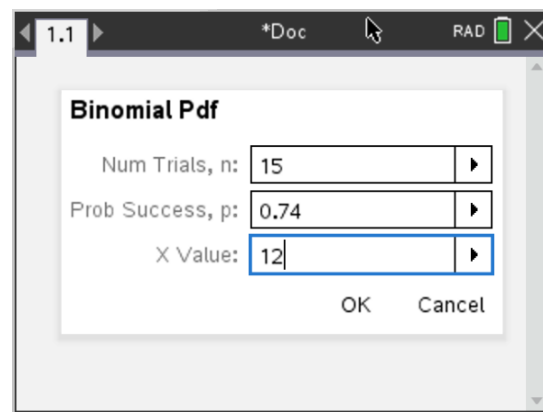 1.1 *Doc RAD
Binomial Pdf
Num Trials, n: 15
Prob Success, p: 0.74
X Value: 12
OK Cancel